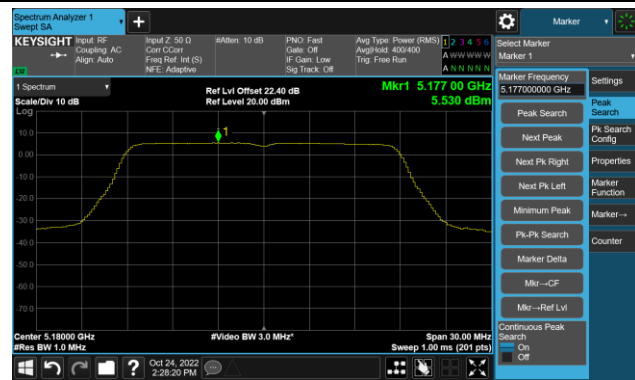 Spectrum Analyzer 1
Swept SA
Marker
KEYSIGHT
Input: RF
Coupling: AC
Align: Auto
Input Z: 50 Ω
Corr CCorr
Freq Ref: Int (S)
NFE: Adaptive
#Atten: 10 dB
PNO: Fast
Gate: Off
IF Gain: Low
Sig Track: Off
Avg Type: Power (RMS)
Avg|Hold: 400/400
Trig: Free Run
1 2 3 4 5 6
A W W W W W
A N N N N N
LW
Select Marker
Marker 1
1 Spectrum
Scale/Div 10 dB
Log
Ref Lvl Offset 22.40 dB
Ref Level 20.00 dBm
Mkr1 5.177 00 GHz
5.530 dBm
10.0
0.00
-10.0
-20.0
-30.0
-40.0
-50.0
-60.0
-70.0
1
Center 5.18000 GHz
#Res BW 1.0 MHz
#Video BW 3.0 MHz*
Span 30.00 MHz
Sweep 1.00 ms (201 pts)
Marker Frequency
5.177000000 GHz
Peak Search
Next Peak
Next Pk Right
Next Pk Left
Minimum Peak
Pk-Pk Search
Marker Delta
Mkr→CF
Mkr→Ref Lvl
Continuous Peak
Search
On
Off
Settings
Peak
Search
Pk Search
Config
Properties
Marker
Function
Marker→
Counter
?
Oct 24, 2022
2:28:20 PM